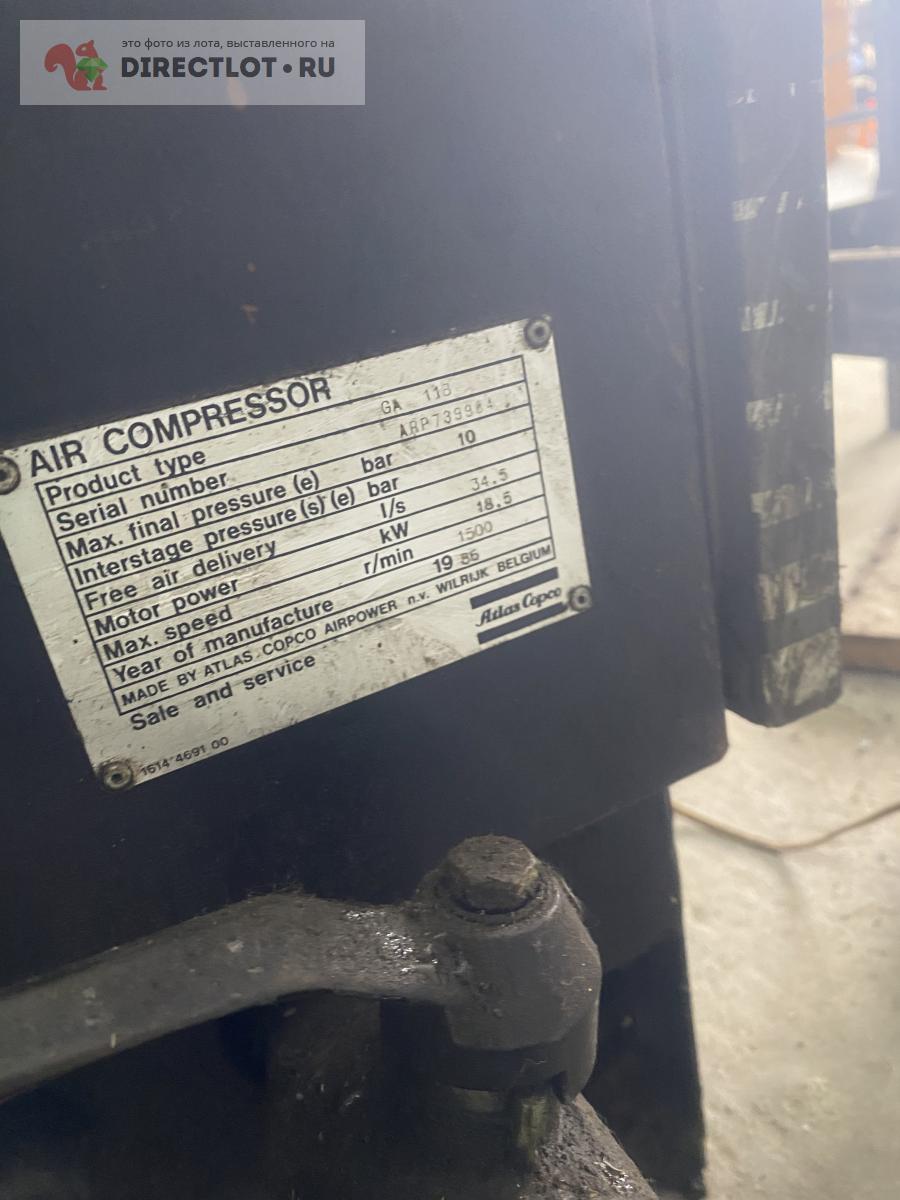 это фото из лота, выставленного на
DIRECTLOT•RU
AIR COMPRESSOR
Product type GA 118
Serial number ARP739984
Max. final pressure (e) bar 10
Interstage pressure (s) (e) bar
Free air delivery l/s 34.5
Motor power kW 18.5
Max. speed r/min 1500
Year of manufacture 19 86
MADE BY ATLAS COPCO AIRPOWER n.v. WILRIJK BELGIUM
Sale and service
Atlas Copco
1614 4691 00